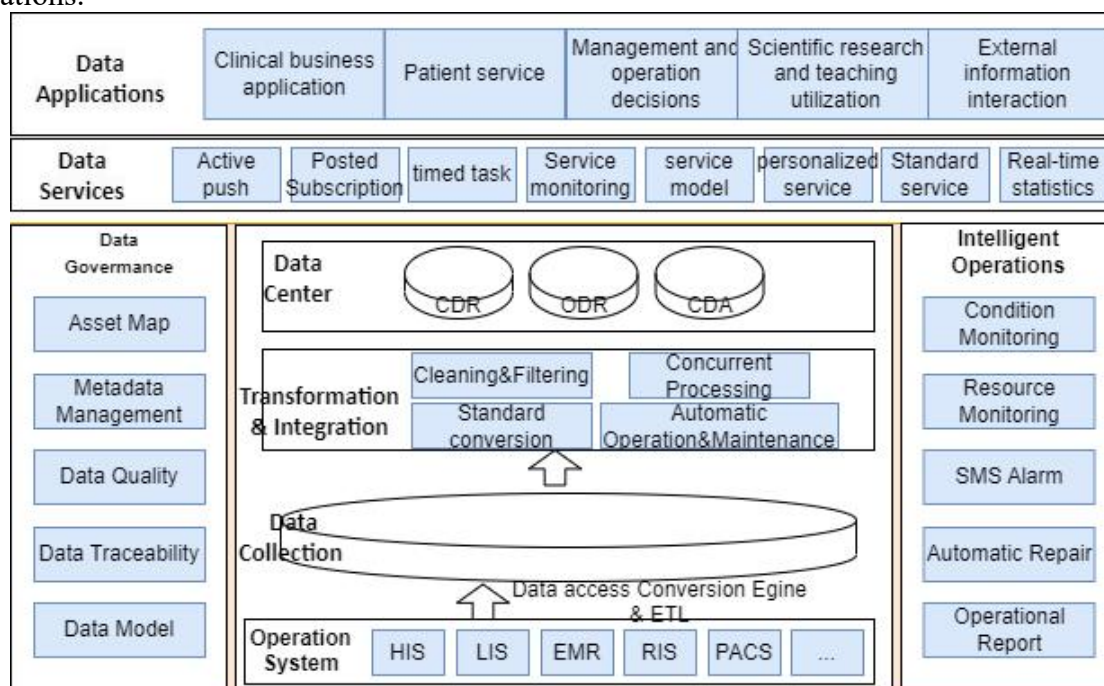 ations.
Data
Applications
Clinical business
application
Patient service
Management and
operation
decisions
Scientific research
and teaching
utilization
External
information
interaction
Data
Services
Active
push
Posted
Subscription
timed task
Service
monitoring
service
model
personalized
service
Standard
service
Real-time
statistics
Data
Governance
Asset Map
Metadata
Management
Data Quality
Data Traceability
Data Model
Data
Center
CDR
ODR
CDA
Transformation
& Integration
Cleaning&Filtering
Concurrent
Processing
Standard
conversion
Automatic
Operation&Maintenance
Data
Collection
Data access Conversion Egine
& ETL
Operation
System
HIS
LIS
EMR
RIS
PACS
...
Intelligent
Operations
Condition
Monitoring
Resource
Monitoring
SMS Alarm
Automatic Repair
Operational
Report